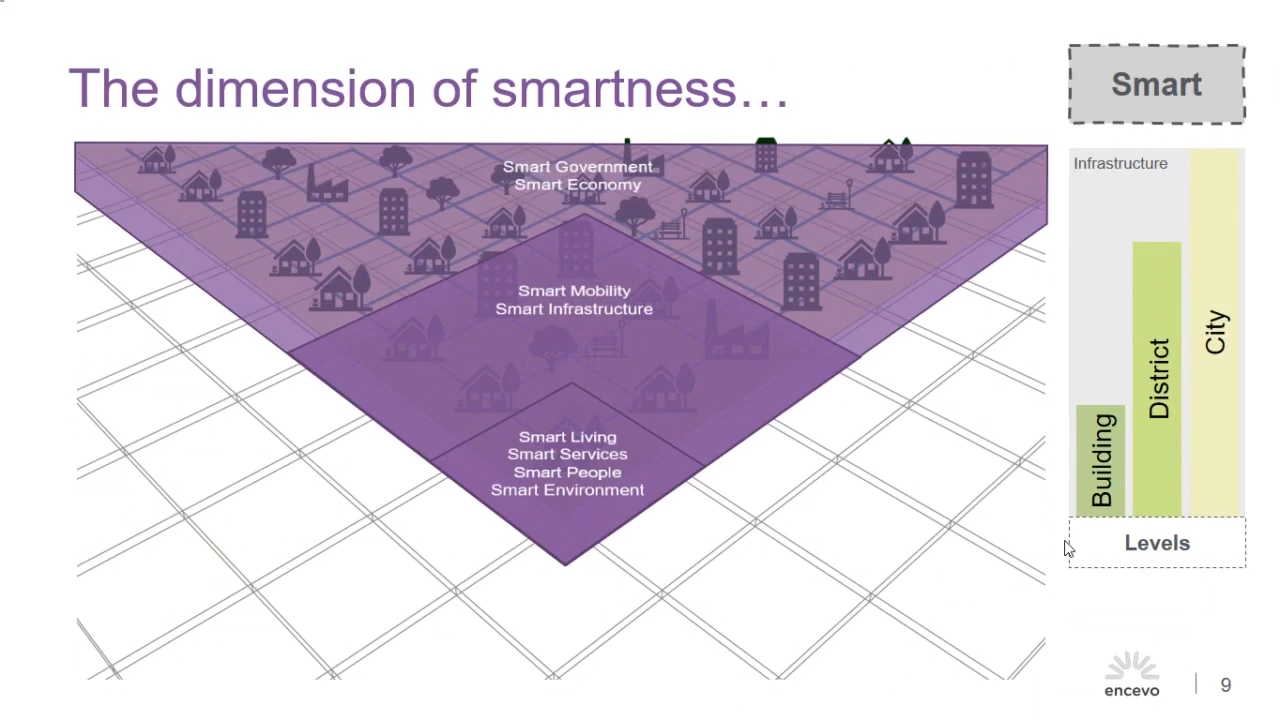 The dimension of smartness…
Smart
Smart Government
Smart Economy
Infrastructure
Smart Mobility
Smart Infrastructure
Smart Living
Smart Services
Smart People
Smart Environment
Building
District
City
Levels
encevo
9